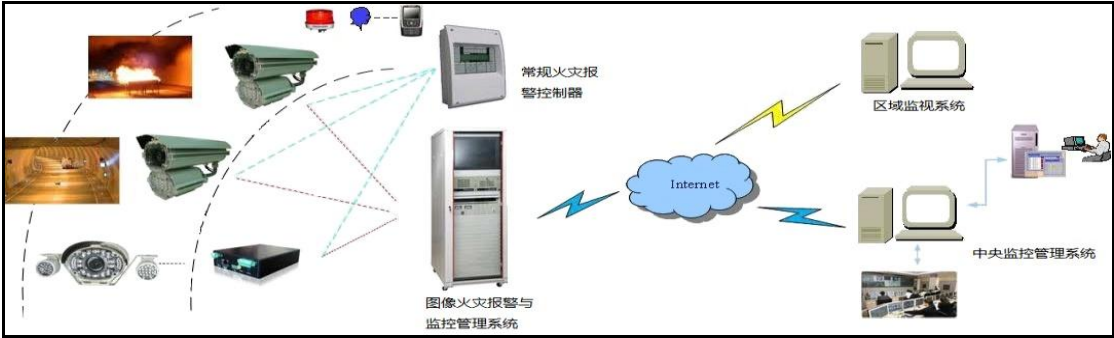 常规火灾报
警控制器
区域监视系统
Internet
中央监控管理系统
图像火灾报警与
监控管理系统